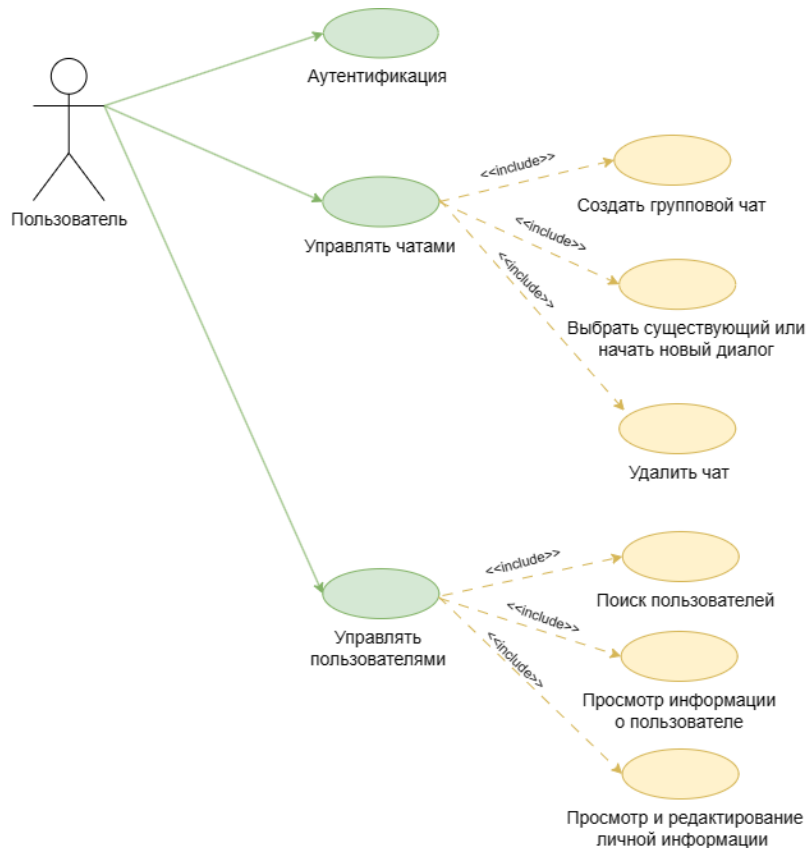 Аутентификация
Пользователь
Управлять чатами
<<include>>
Создать групповой чат
<<include>>
Выбрать существующий или
начать новый диалог
<<include>>
Удалить чат
Управлять
пользователями
<<include>>
Поиск пользователей
<<include>>
Просмотр информации
о пользователе
<<include>>
Просмотр и редактирование
личной информации